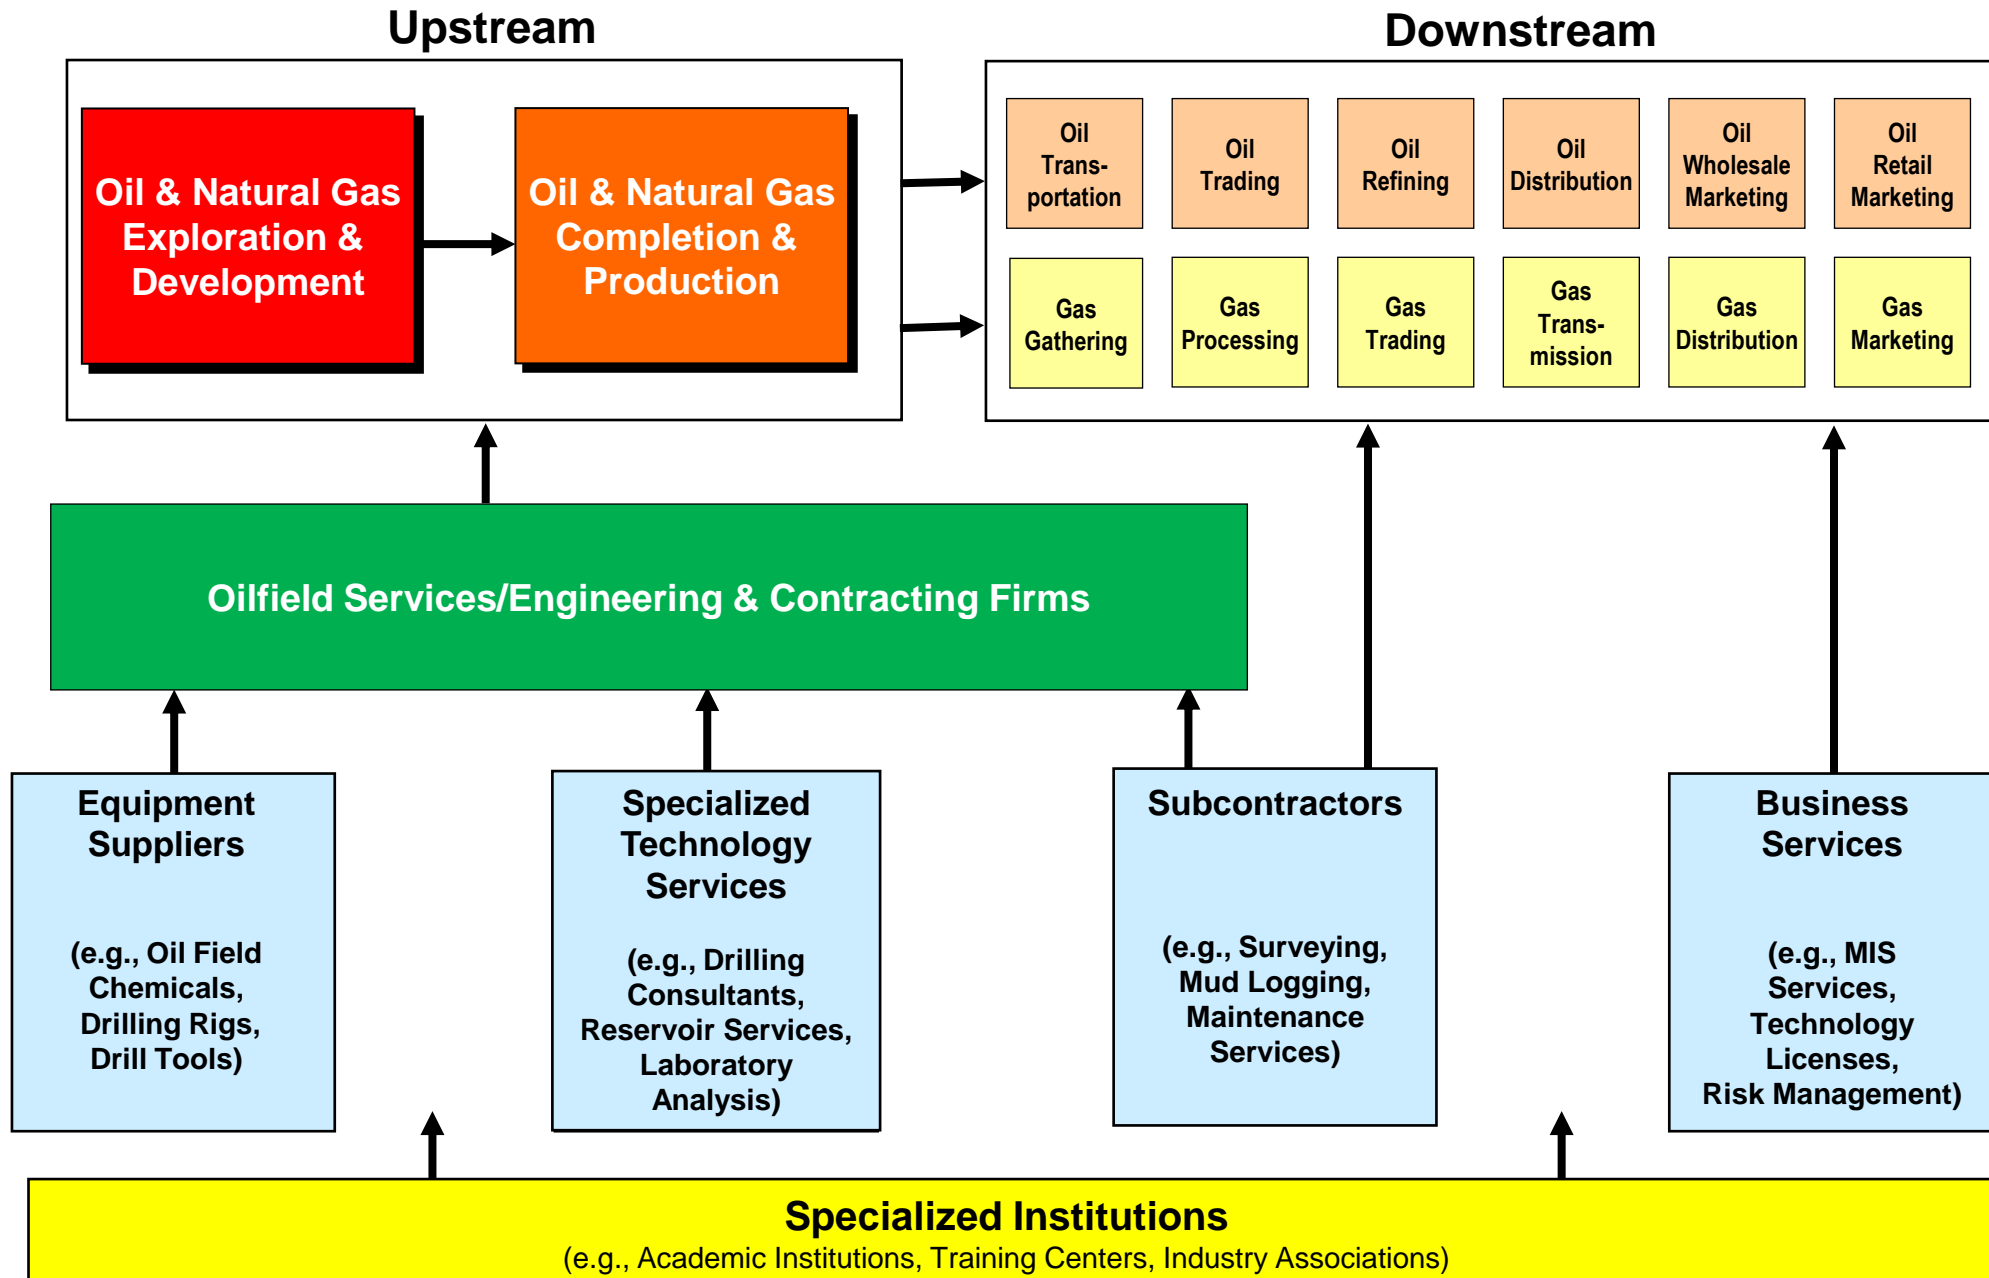 Upstream
Downstream
Oil & Natural Gas
Exploration &
Development
Oil & Natural Gas
Completion &
Production
Oil
Trans-
portation
Oil
Trading
Oil
Refining
Oil
Distribution
Oil
Wholesale
Marketing
Oil
Retail
Marketing
Gas
Gathering
Gas
Processing
Gas
Trading
Gas
Trans-
mission
Gas
Distribution
Gas
Marketing
Oilfield Services/Engineering & Contracting Firms
Equipment
Suppliers
(e.g., Oil Field
Chemicals,
Drilling Rigs,
Drill Tools)
Specialized
Technology
Services
(e.g., Drilling
Consultants,
Reservoir Services,
Laboratory
Analysis)
Subcontractors
(e.g., Surveying,
Mud Logging,
Maintenance
Services)
Business
Services
(e.g., MIS
Services,
Technology
Licenses,
Risk Management)
Specialized Institutions
(e.g., Academic Institutions, Training Centers, Industry Associations)